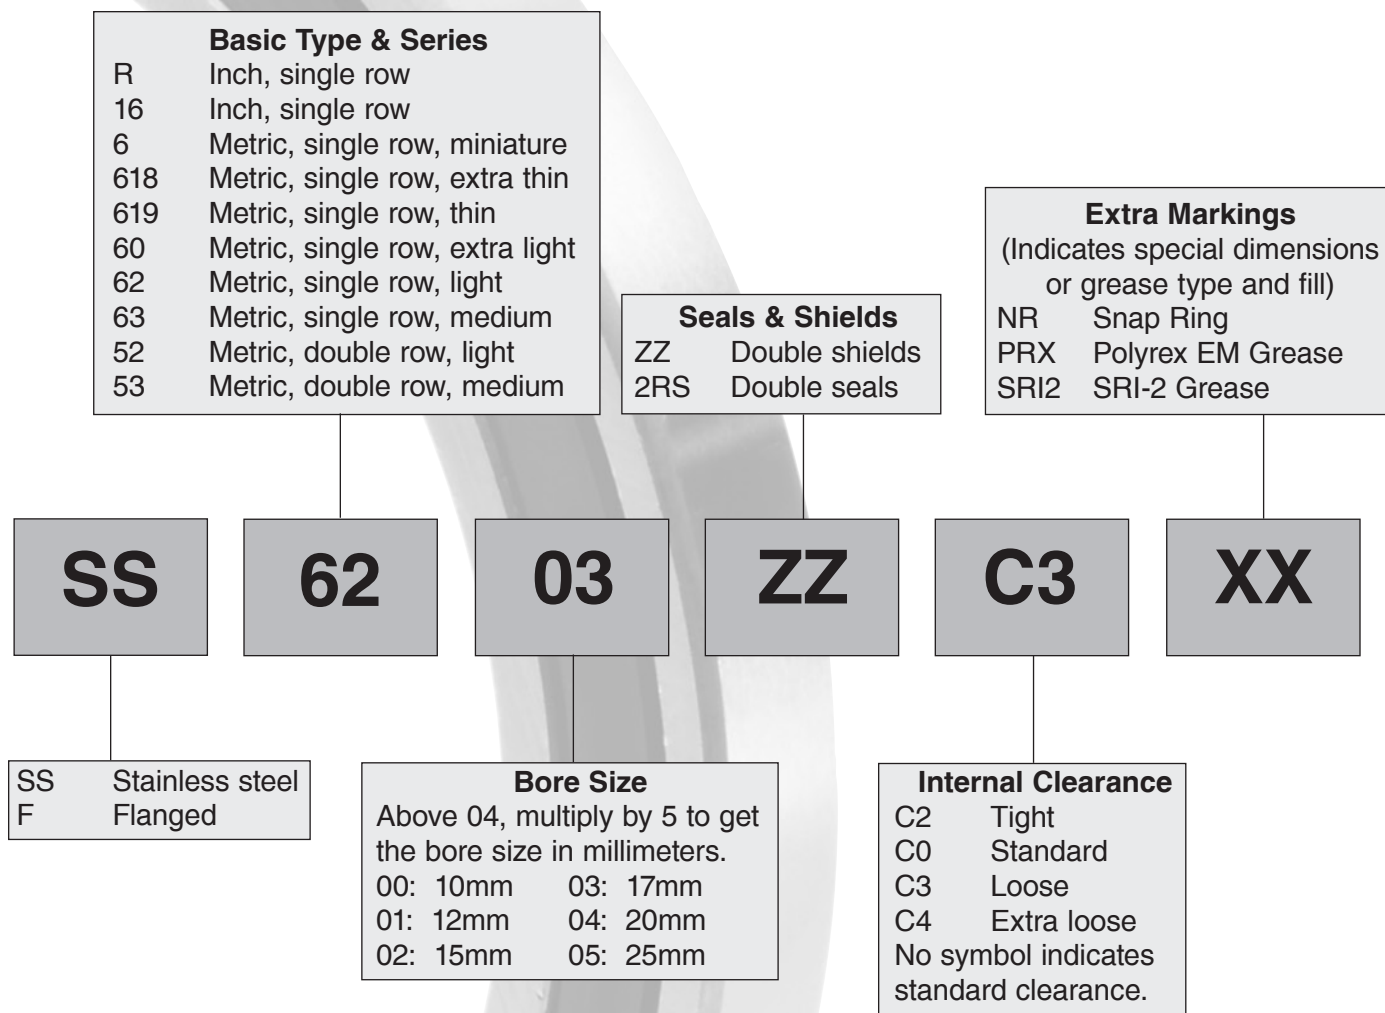 Basic Type & Series
R Inch, single row
16 Inch, single row
6 Metric, single row, miniature
618 Metric, single row, extra thin
619 Metric, single row, thin
60 Metric, single row, extra light
62 Metric, single row, light
63 Metric, single row, medium
52 Metric, double row, light
53 Metric, double row, medium
Seals & Shields
ZZ Double shields
2RS Double seals
Extra Markings
(Indicates special dimensions
or grease type and fill)
NR Snap Ring
PRX Polyrex EM Grease
SRI2 SRI-2 Grease
SS 62 03 ZZ C3 XX
SS Stainless steel
F Flanged
Bore Size
Above 04, multiply by 5 to get
the bore size in millimeters.
00: 10mm 03: 17mm
01: 12mm 04: 20mm
02: 15mm 05: 25mm
Internal Clearance
C2 Tight
C0 Standard
C3 Loose
C4 Extra loose
No symbol indicates
standard clearance.